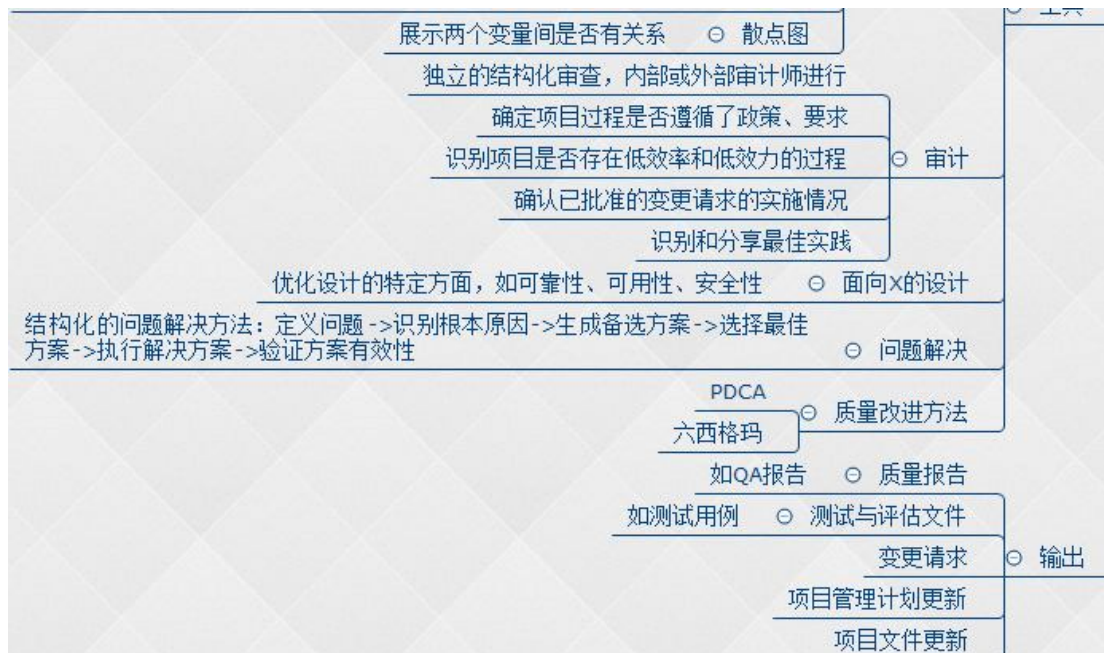 工具
展示两个变量间是否有关系
散点图
独立的结构化审查，内部或外部审计师进行
确定项目过程是否遵循了政策、要求
识别项目是否存在低效率和低效力的过程
审计
确认已批准的变更请求的实施情况
识别和分享最佳实践
优化设计的特定方面，如可靠性、可用性、安全性
面向X的设计
结构化的问题解决方法：定义问题->识别根本原因->生成备选方案->选择最佳
方案->执行解决方案->验证方案有效性
问题解决
PDCA
六西格玛
质量改进方法
如QA报告
质量报告
如测试用例
测试与评估文件
变更请求
输出
项目管理计划更新
项目文件更新